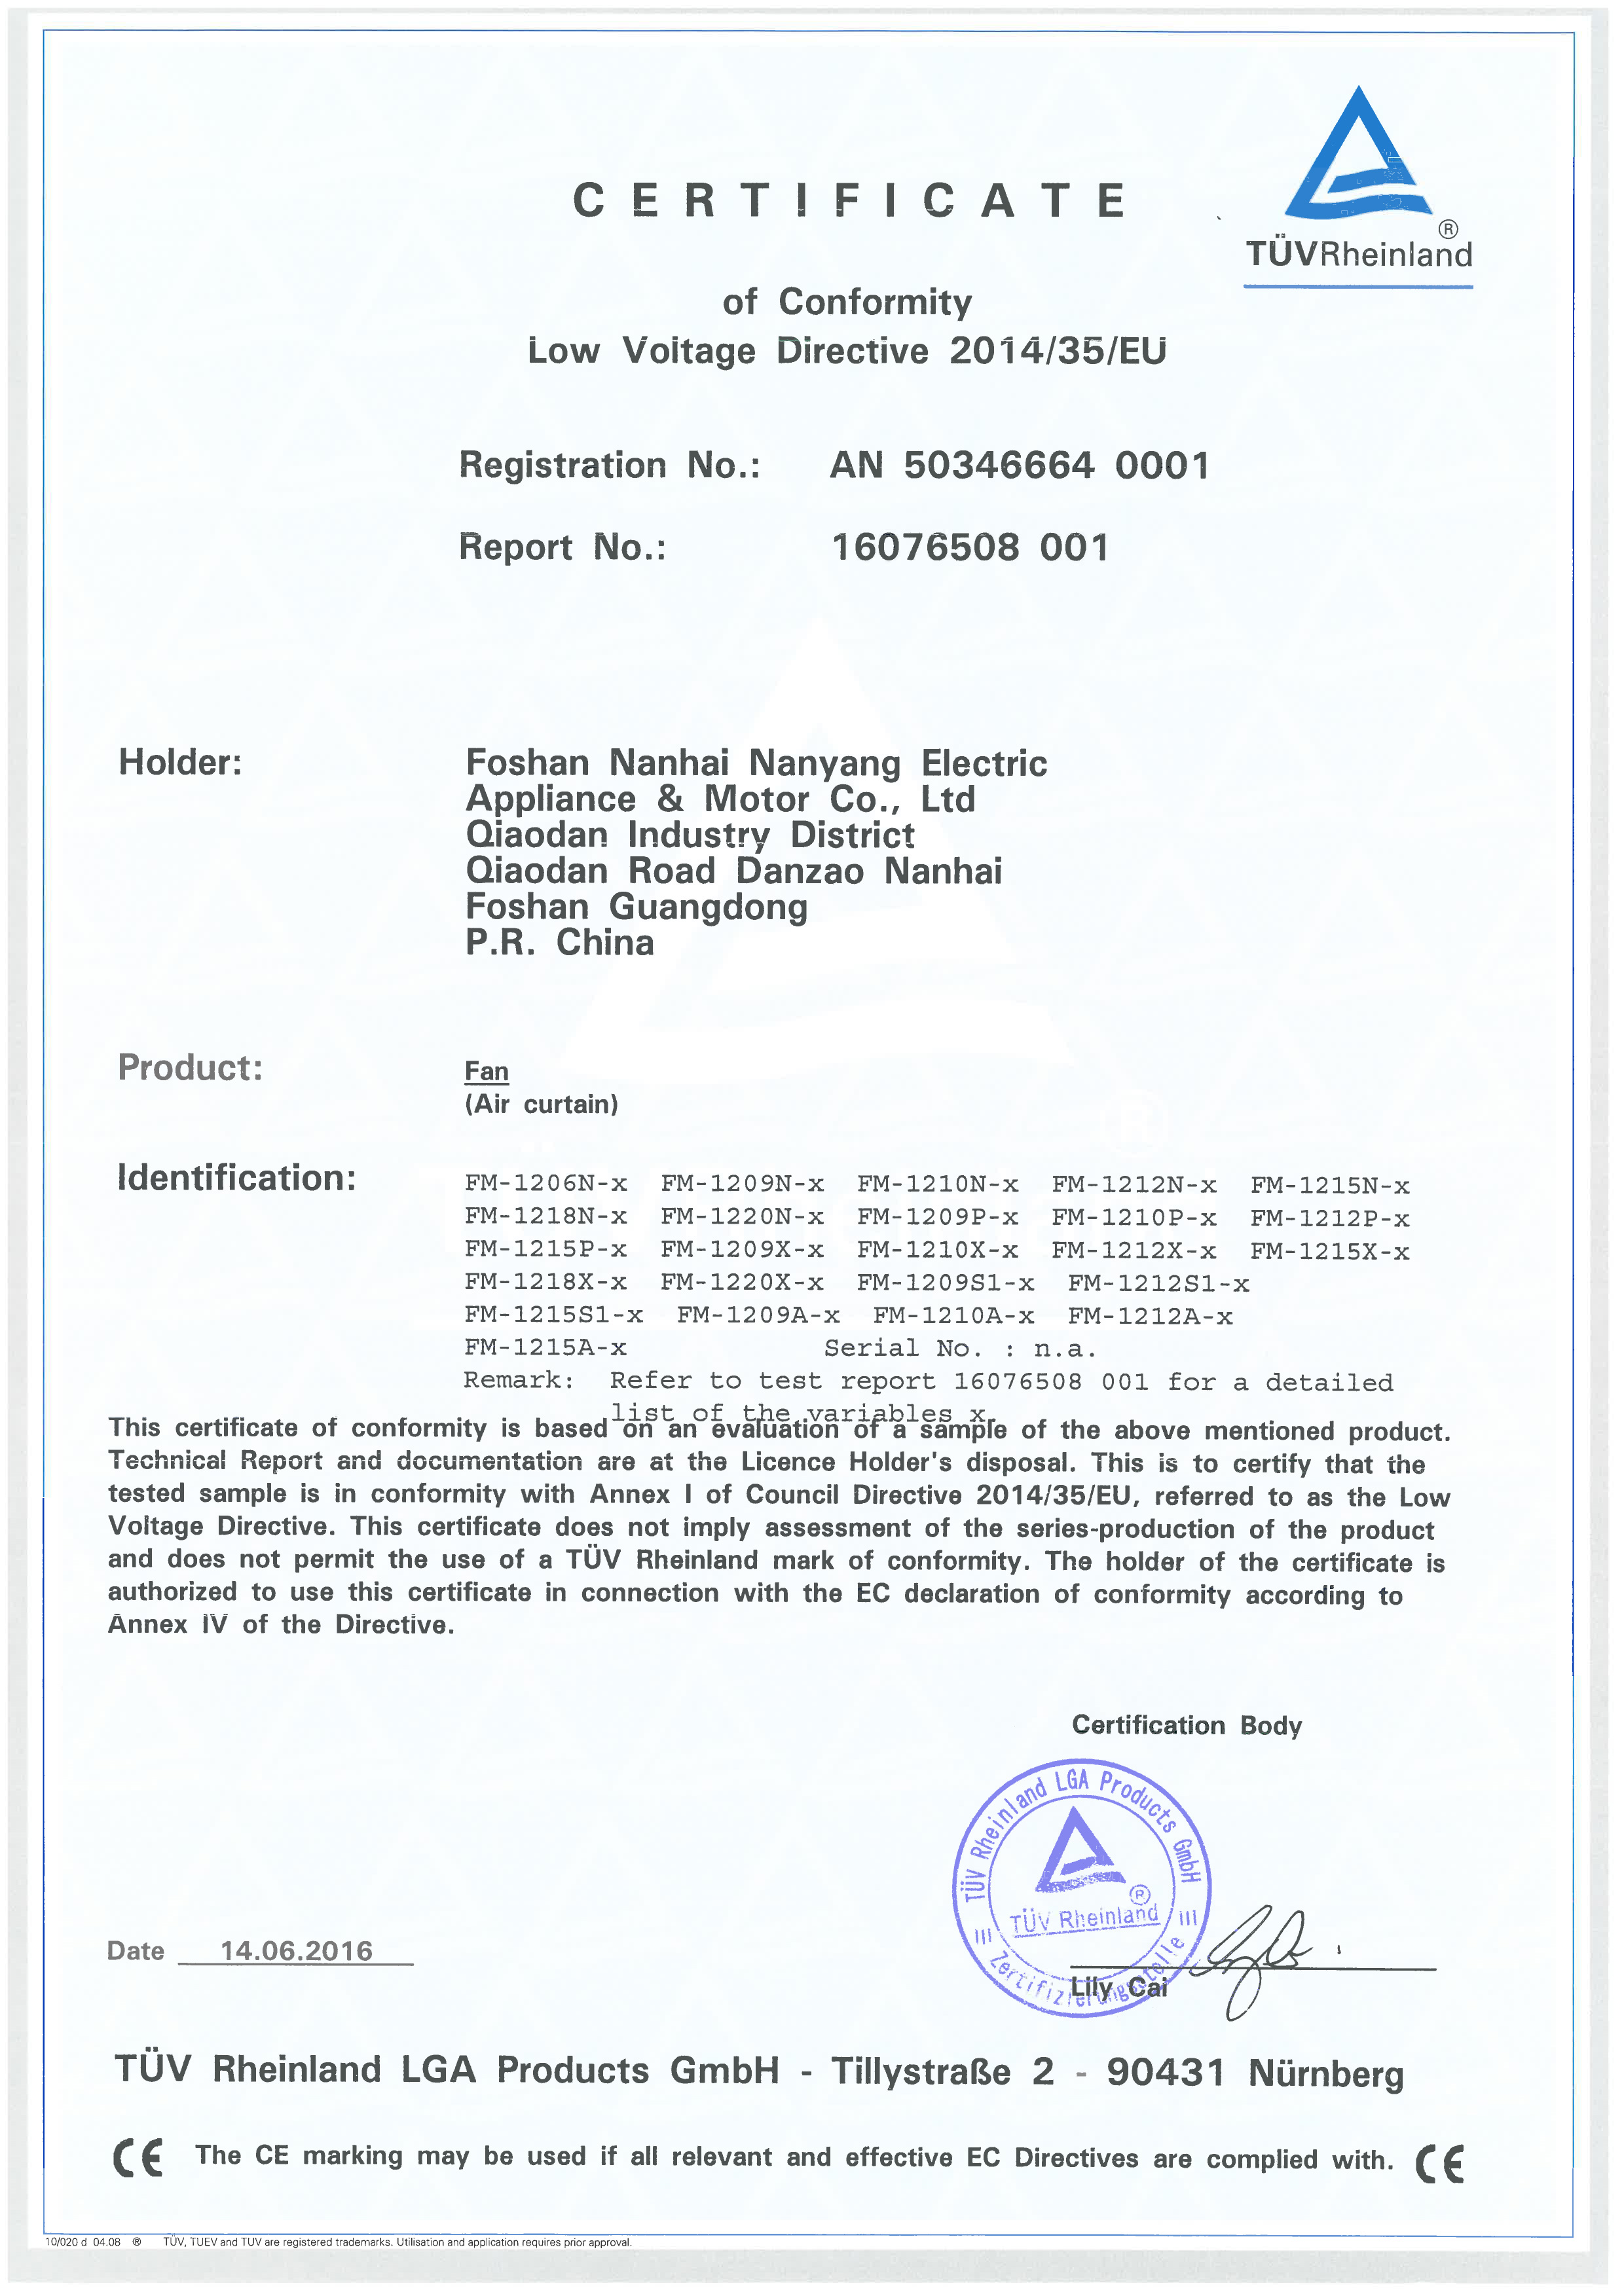 CERTIFICATE
TÜVRheinland®
of Conformity
Low Voltage Directive 2014/35/EU
Registration No.: AN 50346664 0001
Report No.: 16076508 001
Holder: Foshan Nanhai Nanyang Electric
Appliance & Motor Co., Ltd
Qiaodan Industry District
Qiaodan Road Danzao Nanhai
Foshan Guangdong
P.R. China
Product: Fan
(Air curtain)
Identification: FM-1206N-x FM-1209N-x FM-1210N-x FM-1212N-x FM-1215N-x
FM-1218N-x FM-1220N-x FM-1209P-x FM-1210P-x FM-1212P-x
FM-1215P-x FM-1209X-x FM-1210X-x FM-1212X-x FM-1215X-x
FM-1218X-x FM-1220X-x FM-1209S1-x FM-1212S1-x
FM-1215S1-x FM-1209A-x FM-1210A-x FM-1212A-x
FM-1215A-x Serial No. : n.a.
Remark: Refer to test report 16076508 001 for a detailed
list of the variables x.
This certificate of conformity is based on an evaluation of a sample of the above mentioned product.
Technical Report and documentation are at the Licence Holder's disposal. This is to certify that the
tested sample is in conformity with Annex I of Council Directive 2014/35/EU, referred to as the Low
Voltage Directive. This certificate does not imply assessment of the series-production of the product
and does not permit the use of a TÜV Rheinland mark of conformity. The holder of the certificate is
authorized to use this certificate in connection with the EC declaration of conformity according to
Annex IV of the Directive.
Certification Body
TÜV Rheinland LGA Products GmbH
®
TÜV Rheinland
Zertifizierungsstelle
Date 14.06.2016
Lily Cai
TÜV Rheinland LGA Products GmbH - Tillystraße 2 - 90431 Nürnberg
CE The CE marking may be used if all relevant and effective EC Directives are complied with. CE
10/020 d 04.08 ® TÜV, TUEV and TUV are registered trademarks. Utilisation and application requires prior approval.